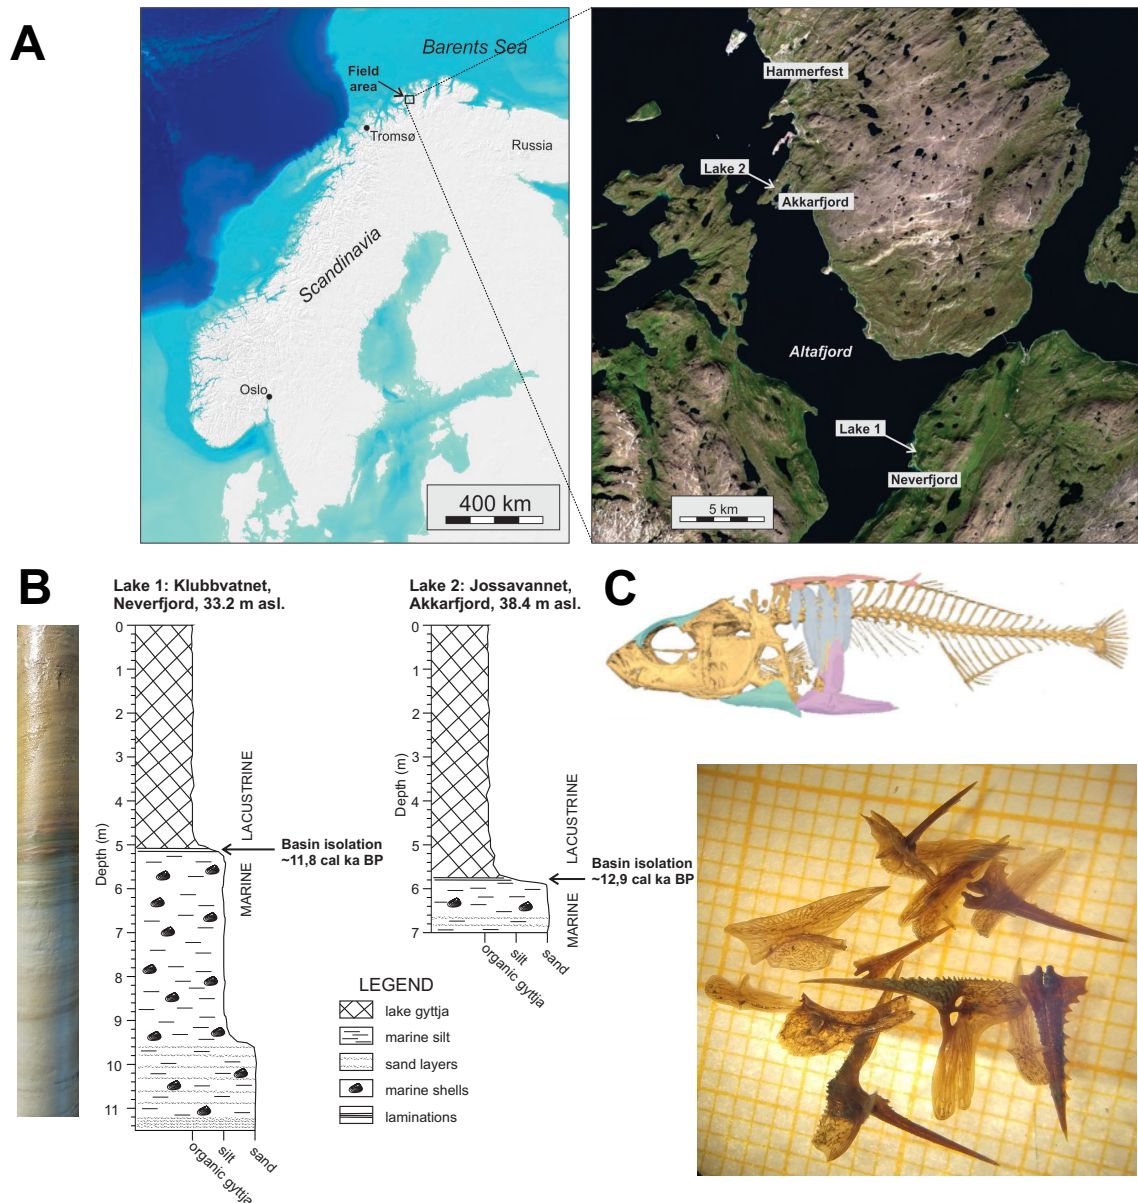 A
Barents Sea
Field
area
Tromsø
Russia
Scandinavia
Oslo
400 km
Hammerfest
Lake 2
Akkarfjord
Altafjord
Lake 1
Neverfjord
5 km
B
Lake 1: Klubbvatnet,
Neverfjord, 33.2 m asl.
0
1
2
3
4
5
6
7
8
9
10
11
Depth (m)
LACUSTRINE
MARINE
Basin isolation
~11,8 cal ka BP
organic gyttja
silt
sand
Lake 2: Jossavannet,
Akkarfjord, 38.4 m asl.
0
1
2
3
4
5
6
7
Depth (m)
LACUSTRINE
MARINE
Basin isolation
~12,9 cal ka BP
organic gyttja
silt
sand
LEGEND
lake gyttja
marine silt
sand layers
marine shells
laminations
C